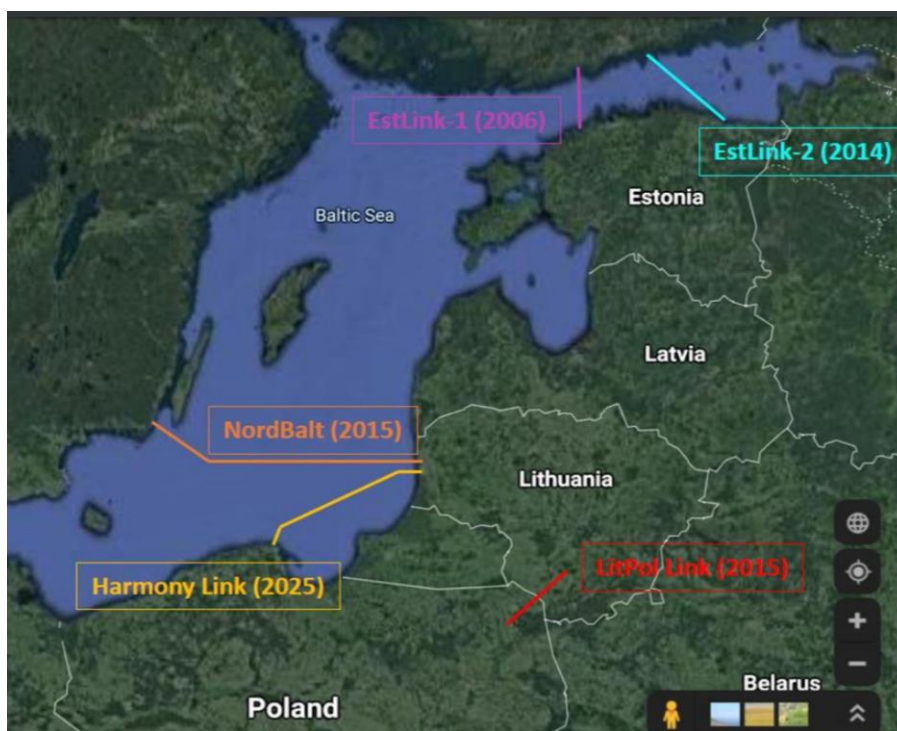 EstLink-1 (2006)
EstLink-2 (2014)
Estonia
Baltic Sea
Latvia
NordBalt (2015)
Lithuania
Harmony Link (2025)
LitPol Link (2015)
Belarus
Poland